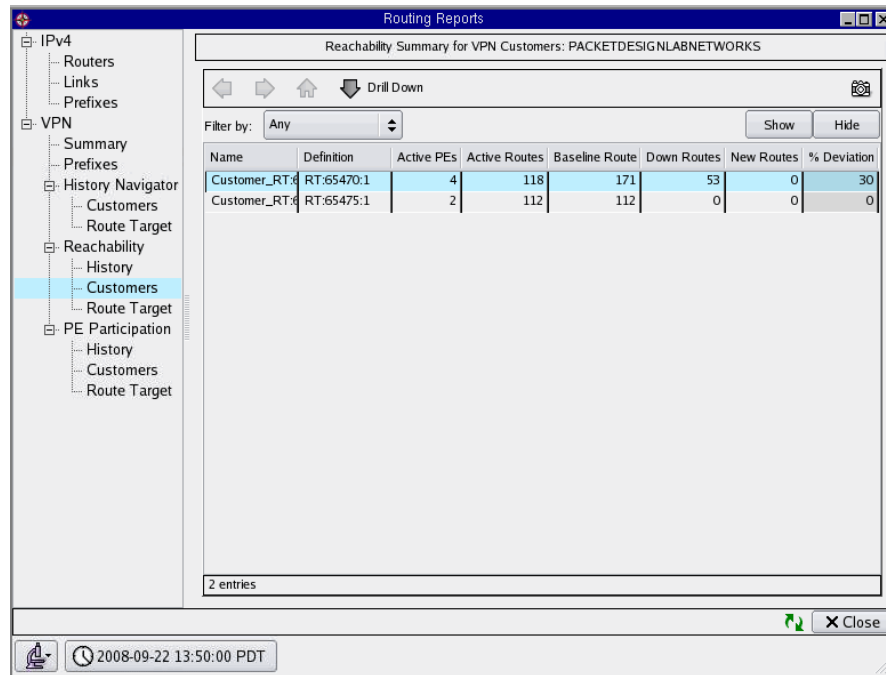 Routing Reports
IPv4
Routers
Links
Prefixes
VPN
Summary
Prefixes
History Navigator
Customers
Route Target
Reachability
History
Customers
Route Target
PE Participation
History
Customers
Route Target
Reachability Summary for VPN Customers: PACKETDESIGNLABNETWORKS
Drill Down
Filter by: Any Show Hide
Name Definition Active PEs Active Routes Baseline Route Down Routes New Routes % Deviation
Customer_RT:6 RT:65470:1 4 118 171 53 0 30
Customer_RT:6 RT:65475:1 2 112 112 0 0 0
2 entries
Close
2008-09-22 13:50:00 PDT